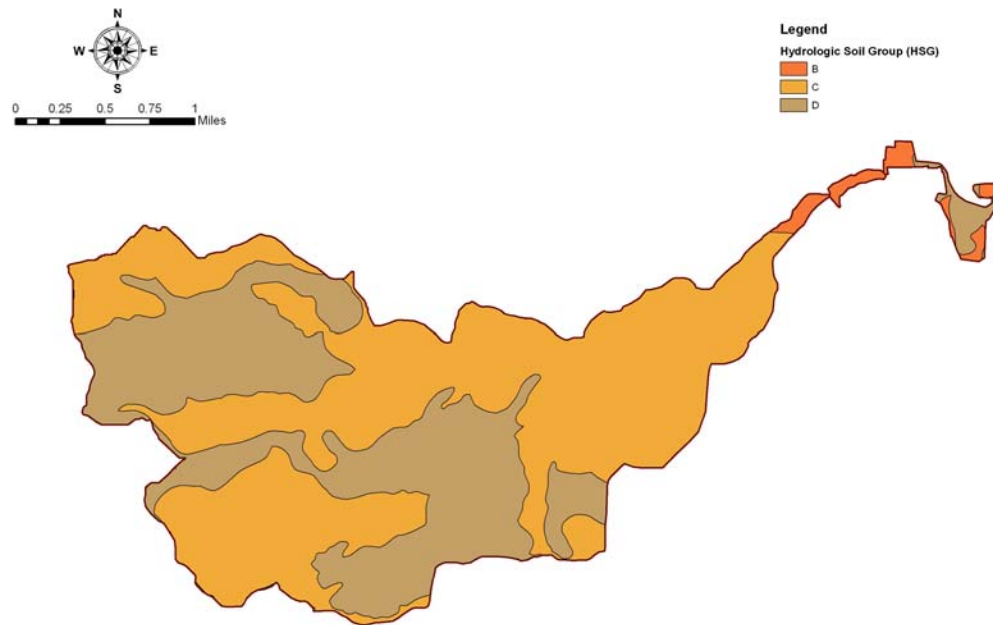 N
W E
S
0 0.25 0.5 0.75 1
Miles
Legend
Hydrologic Soil Group (HSG)
B
C
D